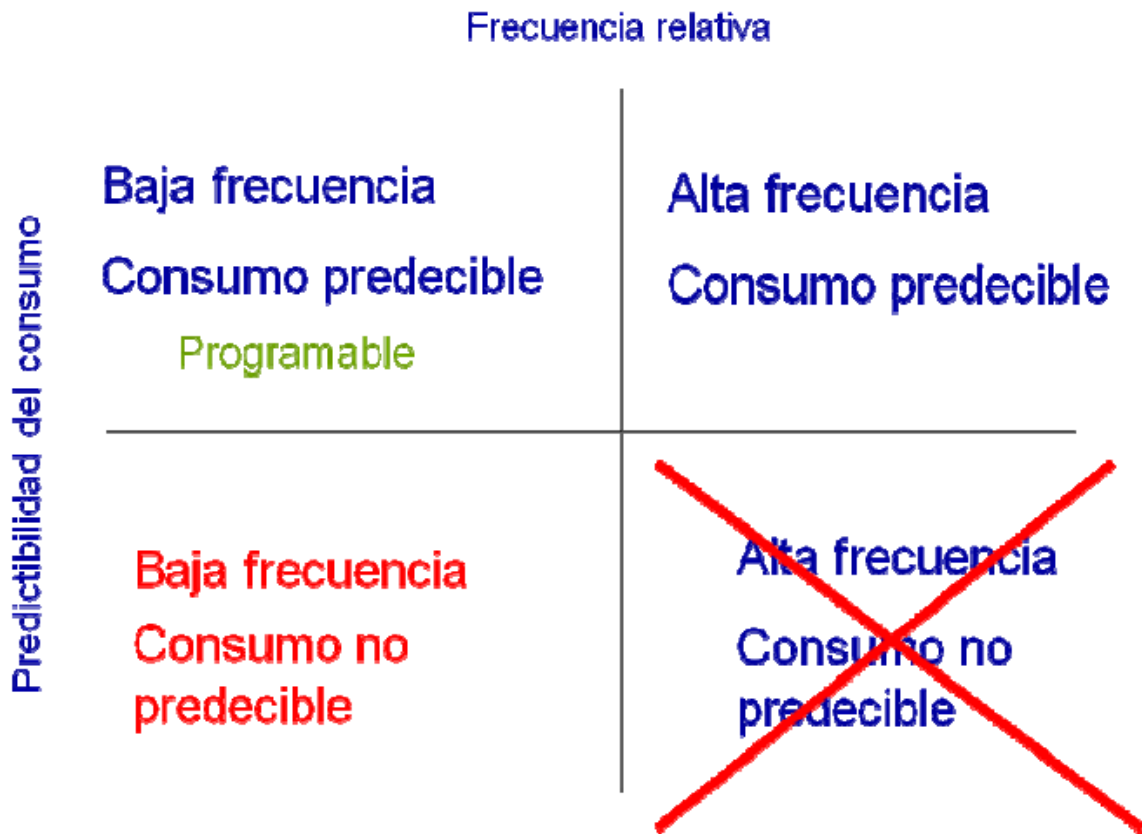 Frecuencia relativa
Predictibilidad del consumo
Baja frecuencia
Consumo predecible
Programable
Alta frecuencia
Consumo predecible
Baja frecuencia
Consumo no
predecible
Alta frecuencia
Consumo no
predecible